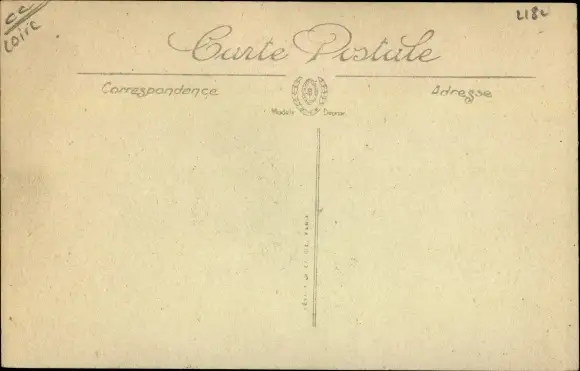 CC
Loire
2182
Carte Postale
Correspondance
Adresse
Modèle Déposé